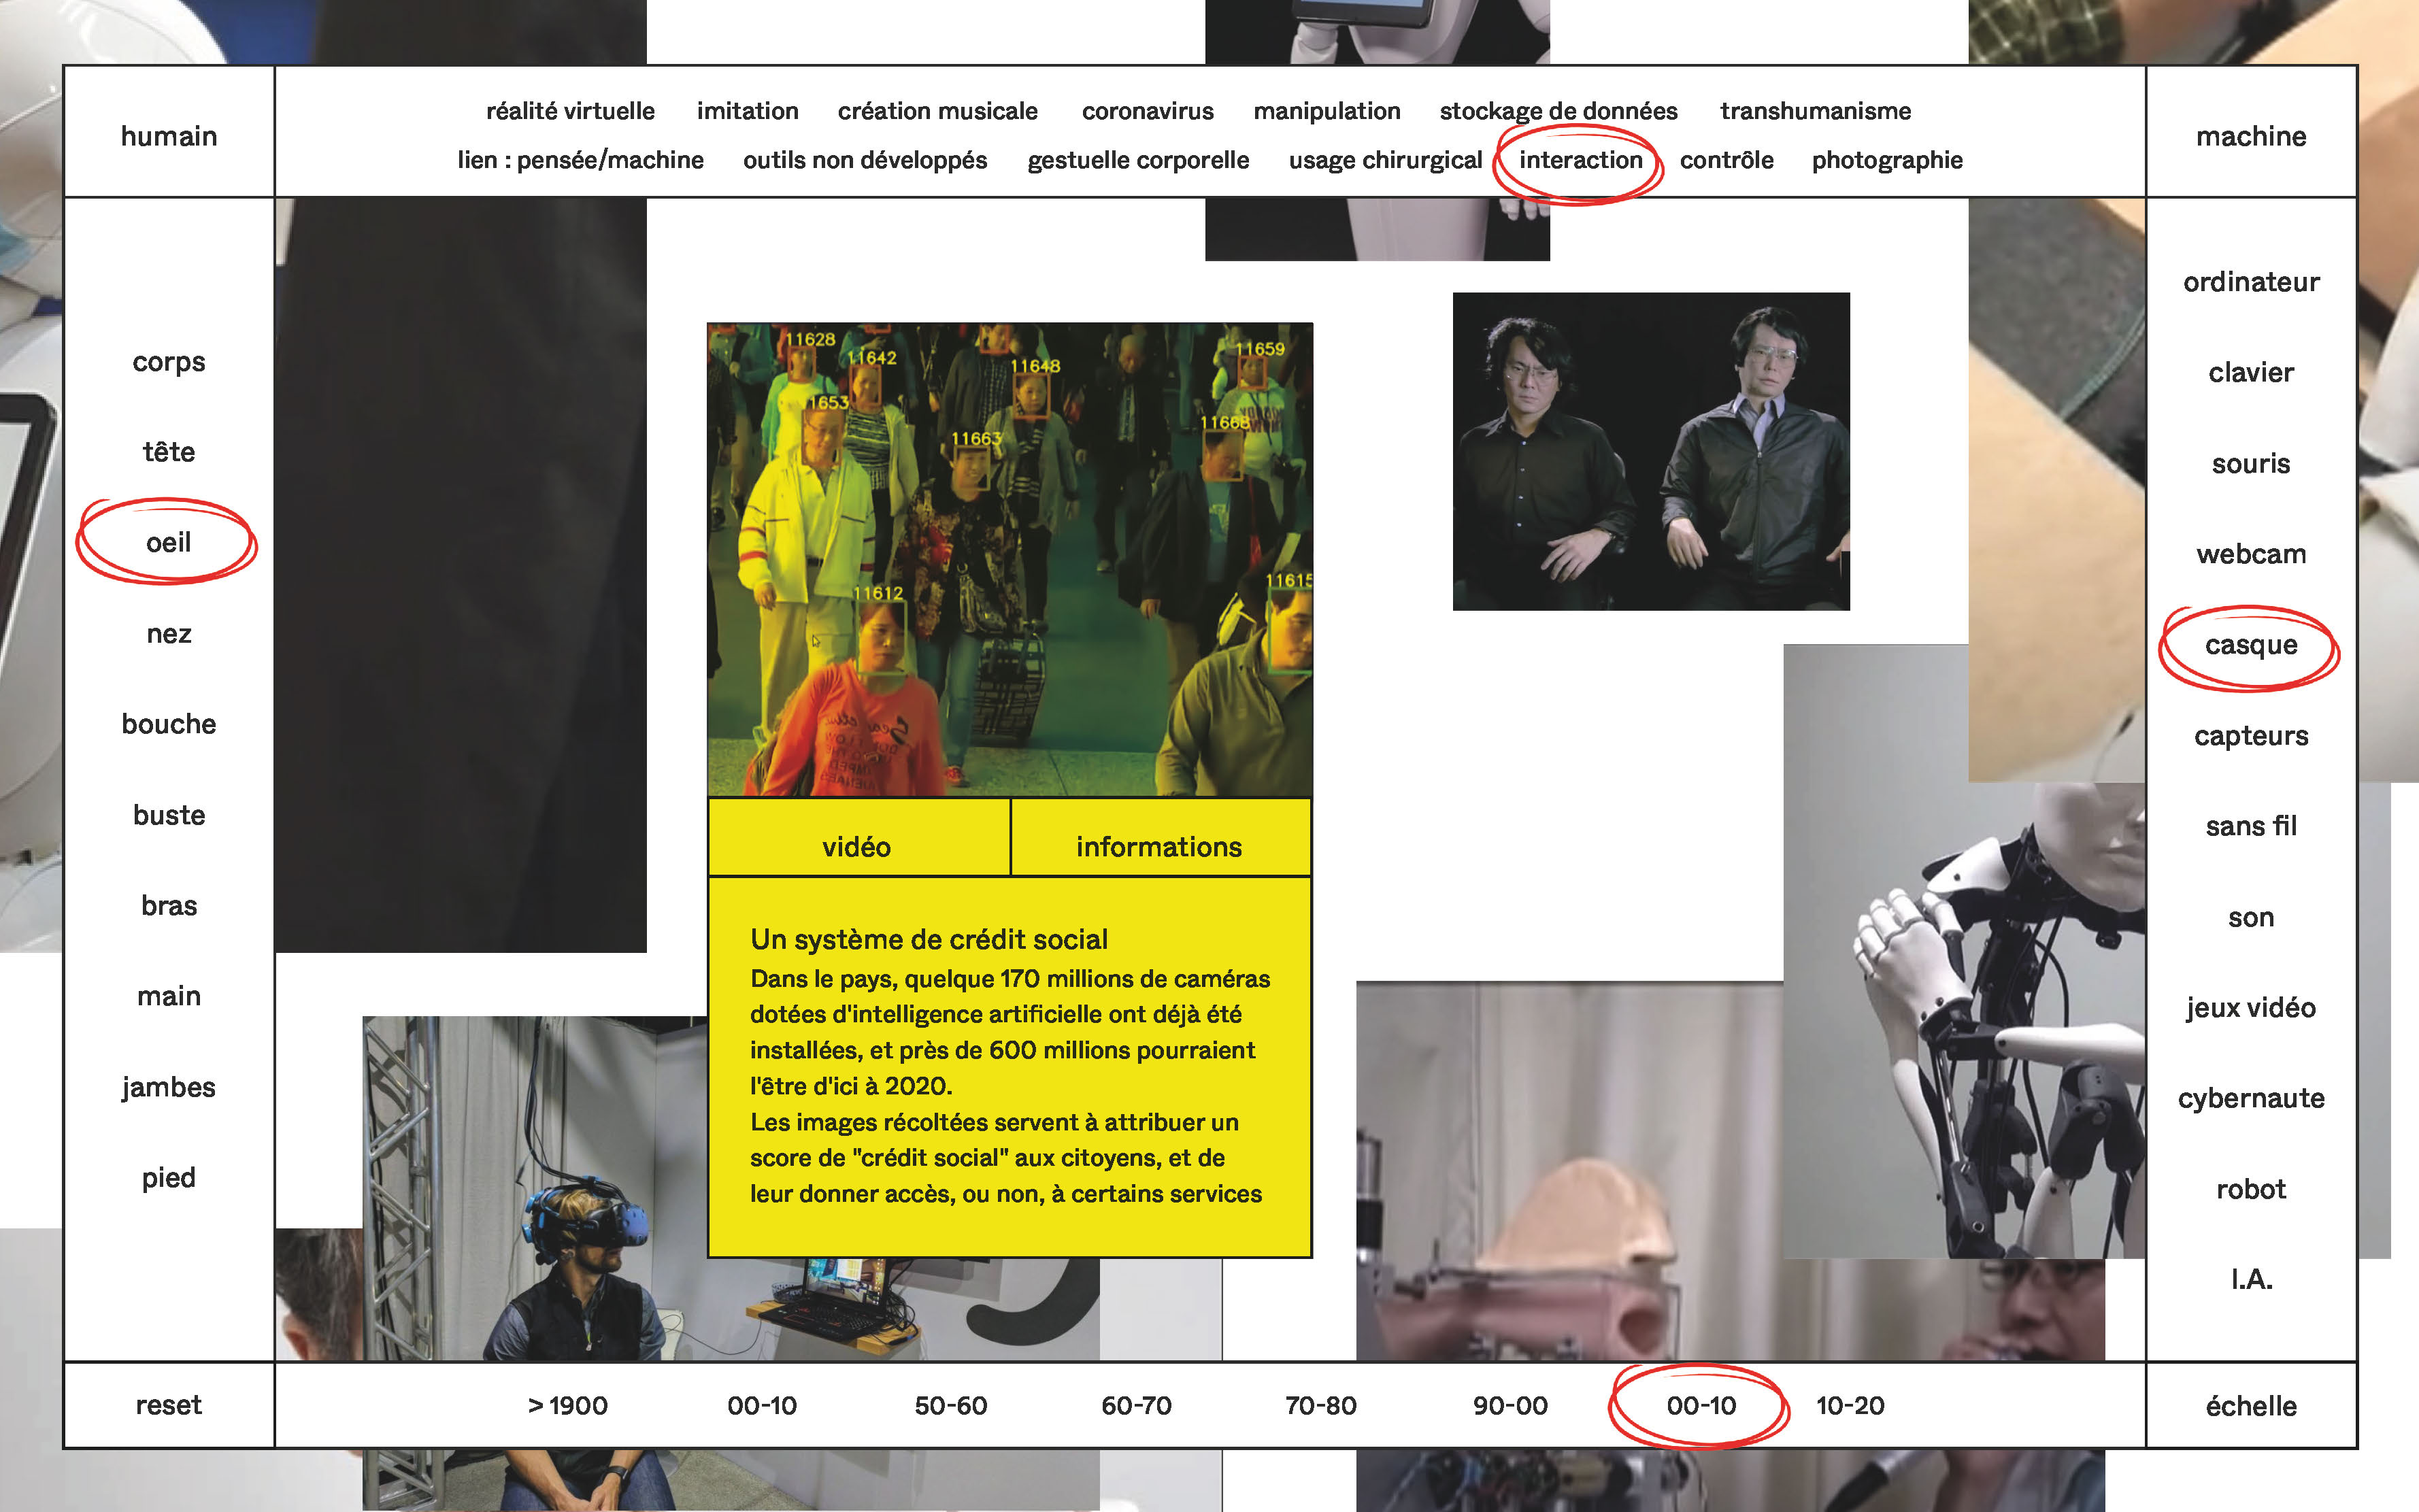 humain
réalité virtuelle imitation création musicale coronavirus manipulation stockage de données transhumanisme
lien : pensée/machine outils non développés gestuelle corporelle usage chirurgical interaction contrôle photographie
machine
corps
tête
oeil
nez
bouche
buste
bras
main
jambes
pied
11628
11642
11648
11659
1653
11663
11668
11612
11615
vidéo informations
Un système de crédit social
Dans le pays, quelque 170 millions de caméras
dotées d'intelligence artificielle ont déjà été
installées, et près de 600 millions pourraient
l'être d'ici à 2020.
Les images récoltées servent à attribuer un
score de "crédit social" aux citoyens, et de
leur donner accès, ou non, à certains services
ordinateur
clavier
souris
webcam
casque
capteurs
sans fil
son
jeux vidéo
cybernaute
robot
I.A.
reset
> 1900 00-10 50-60 60-70 70-80 90-00 00-10 10-20
échelle